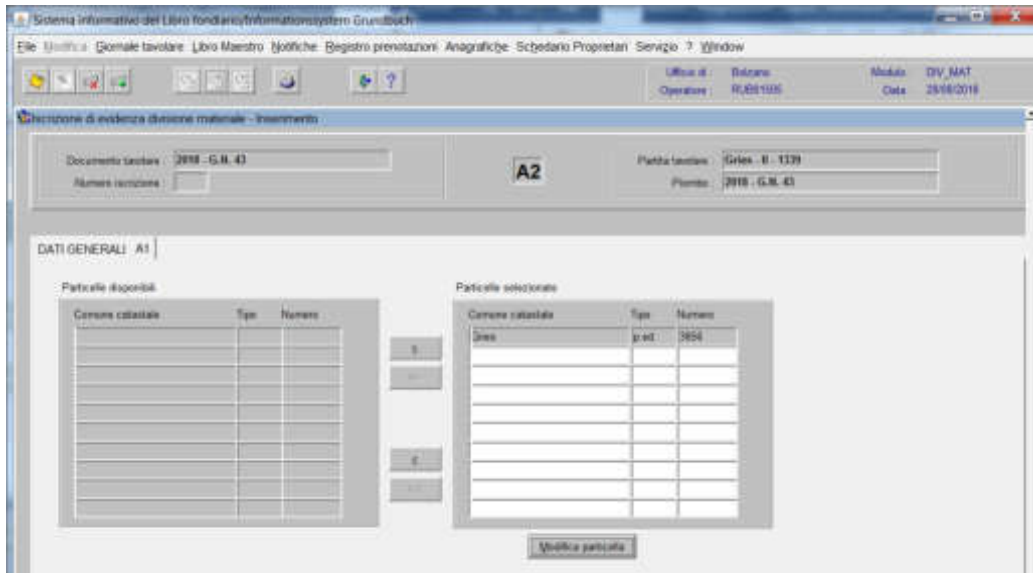 Sistema informativo del Libro fondiario/Informationssystem Grundbuch
File Modifica Giornale tavolare Libro Maestro Notifiche Registro prenotazioni Anagrafiche Schedario Proprietari Servizio ? Window
Ufficio di : Bolzano Modulo DIV_MAT
Operatore : Data
Iscrizione di evidenza divisione materiale - Inserimento
Documento tavolare 2018 - G.N. 43 A2 Partita tavolare Gries - II - 1339
Numero iscrizione Piombo 2018 - G.N. 43
DATI GENERALI A1
Particelle disponibili Particelle selezionate
Comune catastale Tipo Numero Comune catastale Tipo Numero
Gries p.ed
Modifica particella